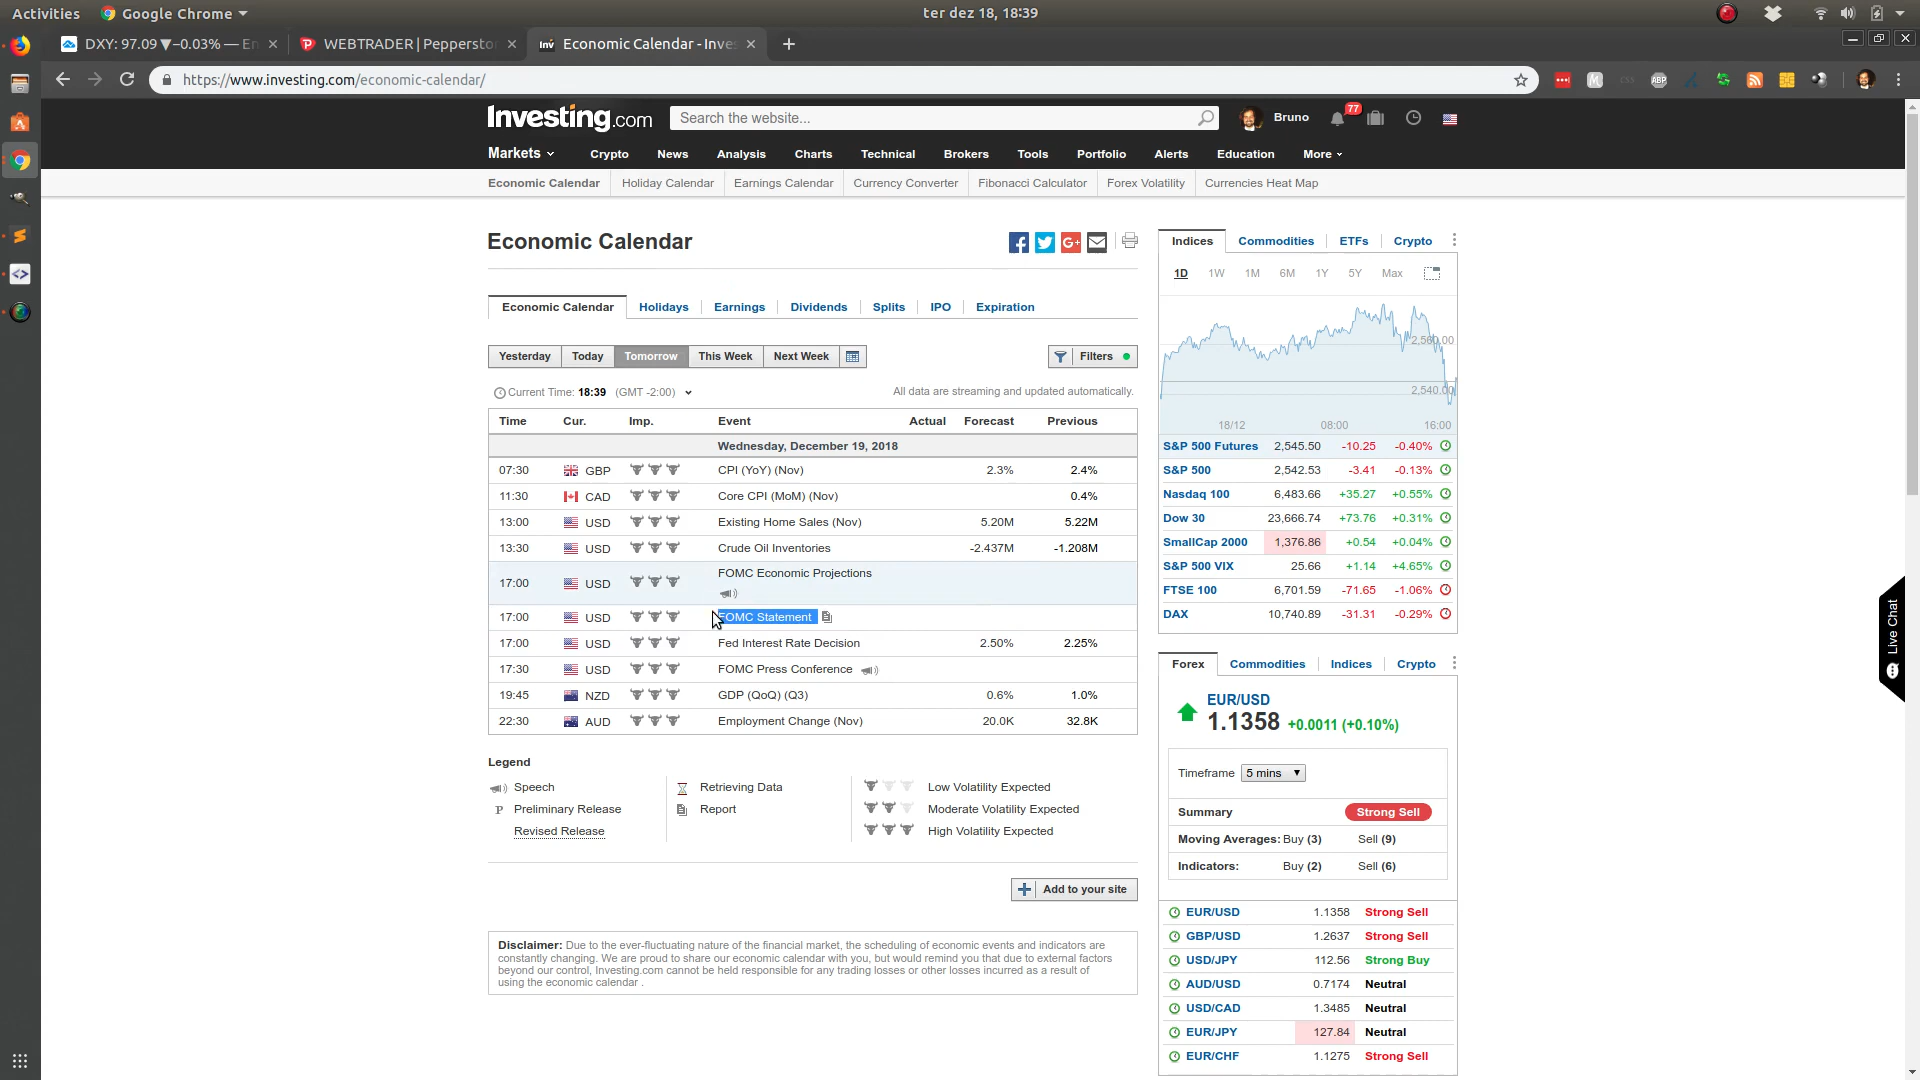 Activities Google Chrome ter dez 18, 18:39
DXY: 97.09 ▼−0.03% — En WEBTRADER | Peppersto Economic Calendar - Inves
https://www.investing.com/economic-calendar/
Investing.com Search the website... Bruno 77
Markets Crypto News Analysis Charts Technical Brokers Tools Portfolio Alerts Education More
Economic Calendar Holiday Calendar Earnings Calendar Currency Converter Fibonacci Calculator Forex Volatility Currencies Heat Map
Economic Calendar
Economic Calendar Holidays Earnings Dividends Splits IPO Expiration
Yesterday Today Tomorrow This Week Next Week Filters
Current Time: 18:39 (GMT -2:00) All data are streaming and updated automatically.
Time Cur. Imp. Event Actual Forecast Previous
Wednesday, December 19, 2018
07:30 GBP CPI (YoY) (Nov) 2.3% 2.4%
11:30 CAD Core CPI (MoM) (Nov) 0.4%
13:00 USD Existing Home Sales (Nov) 5.20M 5.22M
13:30 USD Crude Oil Inventories -2.437M -1.208M
17:00 USD FOMC Economic Projections
17:00 USD FOMC Statement
17:00 USD Fed Interest Rate Decision 2.50% 2.25%
17:30 USD FOMC Press Conference
19:45 NZD GDP (QoQ) (Q3) 0.6% 1.0%
22:30 AUD Employment Change (Nov) 20.0K 32.8K
Legend
Speech Retrieving Data Low Volatility Expected
P Preliminary Release Report Moderate Volatility Expected
Revised Release High Volatility Expected
Add to your site
Disclaimer: Due to the ever-fluctuating nature of the financial market, the scheduling of economic events and indicators are
constantly changing. We are proud to share our economic calendar with you, but would remind you that due to external factors
beyond our control, Investing.com cannot be held responsible for any trading losses or other losses incurred as a result of
using the economic calendar .
Indices Commodities ETFs Crypto
1D 1W 1M 6M 1Y 5Y Max
2,560.00
2,540.00
18/12 08:00 16:00
S&P 500 Futures 2,545.50 -10.25 -0.40%
S&P 500 2,542.53 -3.41 -0.13%
Nasdaq 100 6,483.66 +35.27 +0.55%
Dow 30 23,666.74 +73.76 +0.31%
SmallCap 2000 1,376.86 +0.54 +0.04%
S&P 500 VIX 25.66 +1.14 +4.65%
FTSE 100 6,701.59 -71.65 -1.06%
DAX 10,740.89 -31.31 -0.29%
Forex Commodities Indices Crypto
EUR/USD
1.1358 +0.0011 (+0.10%)
Timeframe 5 mins
Summary Strong Sell
Moving Averages: Buy (3) Sell (9)
Indicators: Buy (2) Sell (6)
EUR/USD 1.1358 Strong Sell
GBP/USD 1.2637 Strong Sell
USD/JPY 112.56 Strong Buy
AUD/USD 0.7174 Neutral
USD/CAD 1.3485 Neutral
EUR/JPY 127.84 Neutral
EUR/CHF 1.1275 Strong Sell
Live Chat